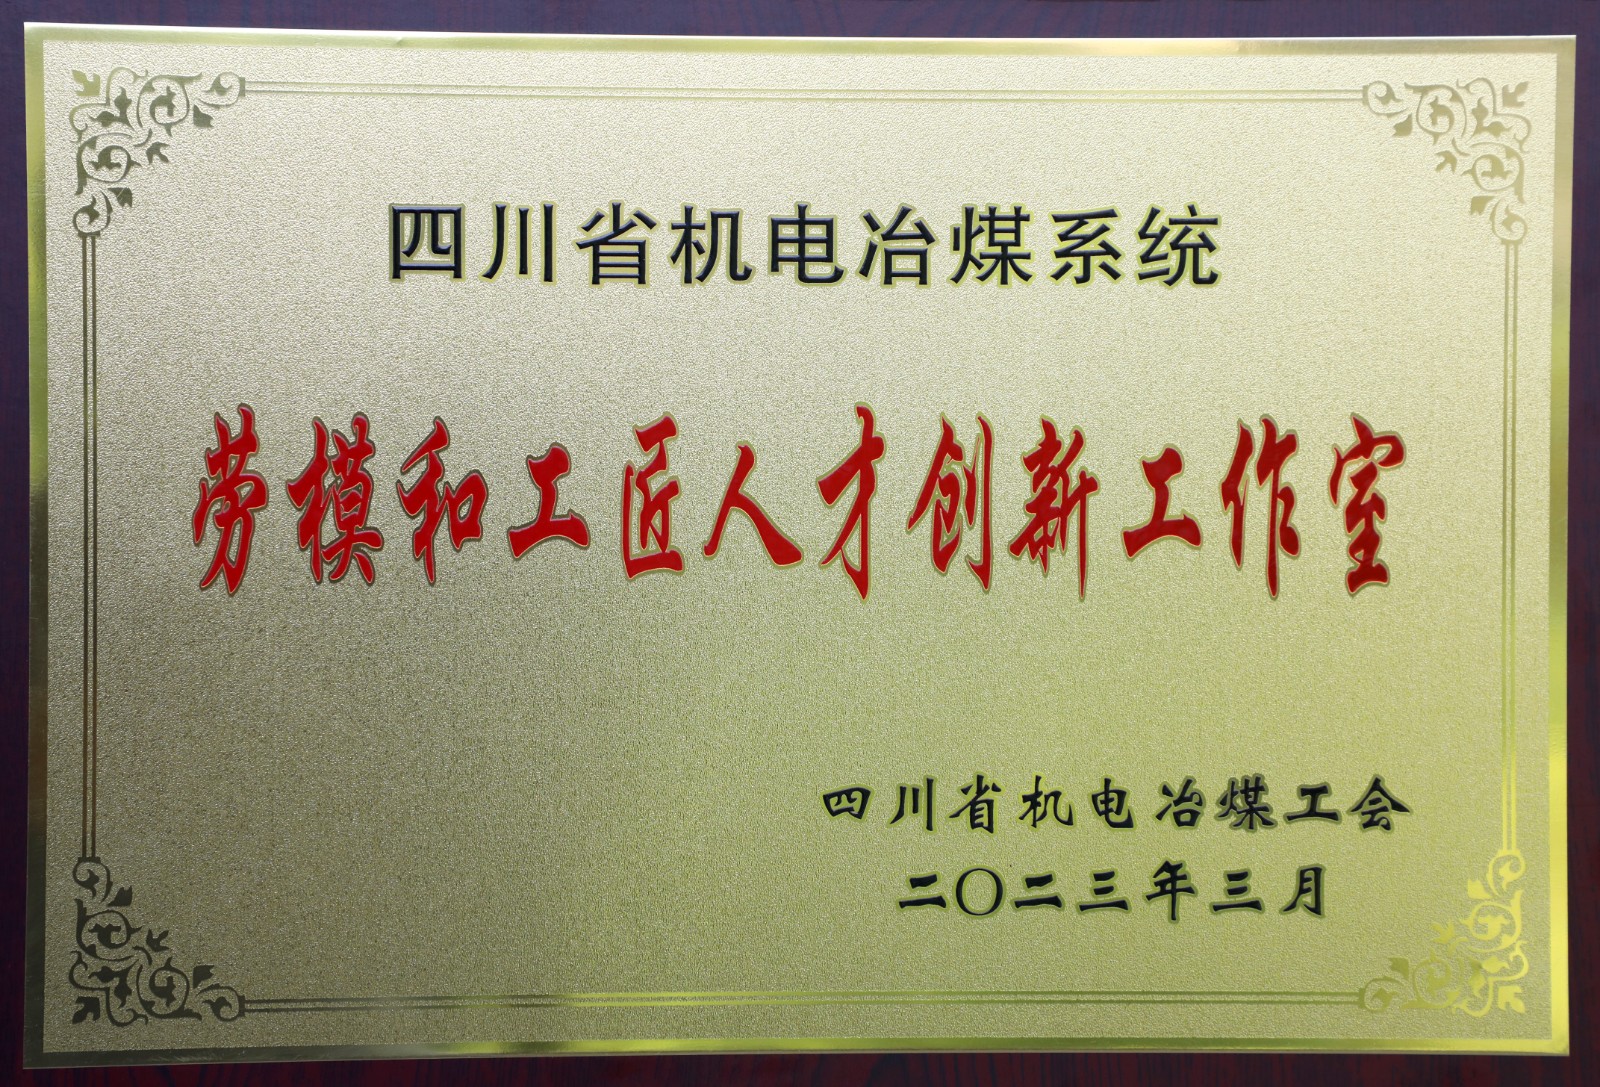 四川省机电冶煤系统
劳模和工匠人才创新工作室
四川省机电冶煤工会
二〇二三年三月